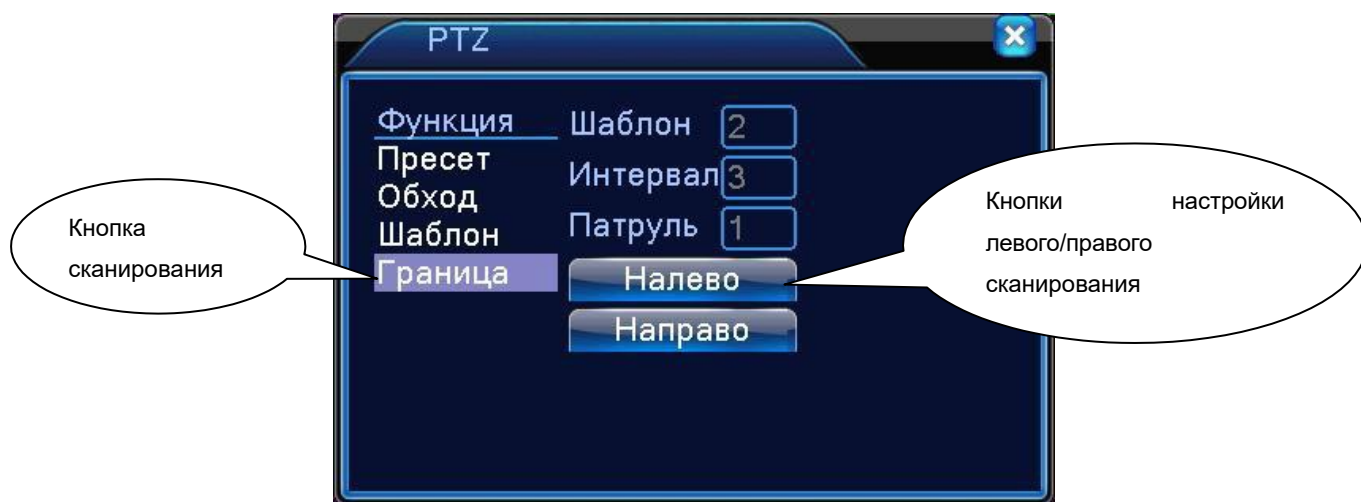 PTZ
Функция
Пресет
Обход
Шаблон
Граница
Шаблон 2
Интервал 3
Патруль 1
Налево
Направо
Кнопка
сканирования
Кнопки настройки
левого/правого
сканирования